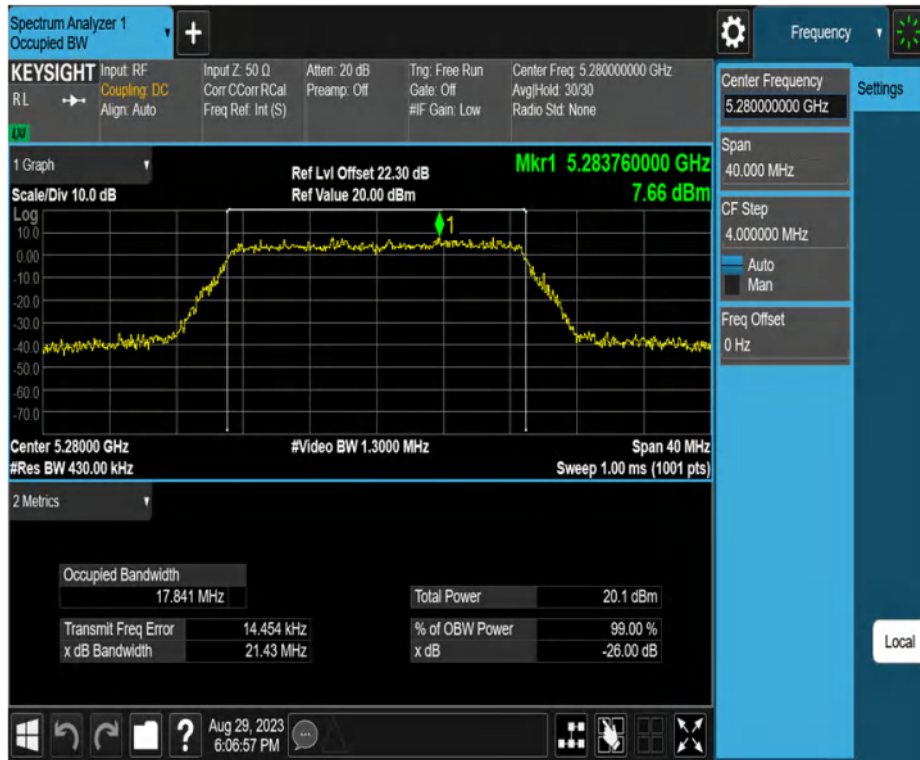 Spectrum Analyzer 1
Occupied BW
+
Frequency
KEYSIGHT
RL
LXI
Input: RF
Coupling: DC
Align: Auto
Input Z: 50 Ω
Corr CCorr RCal
Freq Ref: Int (S)
Atten: 20 dB
Preamp: Off
Trig: Free Run
Gate: Off
#IF Gain: Low
Center Freq: 5.280000000 GHz
Avg|Hold: 30/30
Radio Std: None
Center Frequency
5.280000000 GHz
Settings
Span
40.000 MHz
CF Step
4.000000 MHz
Auto
Man
Freq Offset
0 Hz
Local
1 Graph
Scale/Div 10.0 dB
Ref Lvl Offset 22.30 dB
Ref Value 20.00 dBm
Mkr1 5.283760000 GHz
7.66 dBm
Log
10.0
0.00
-10.0
-20.0
-30.0
-40.0
-50.0
-60.0
-70.0
1
Center 5.28000 GHz
#Video BW 1.3000 MHz
Span 40 MHz
#Res BW 430.00 kHz
Sweep 1.00 ms (1001 pts)
2 Metrics
Occupied Bandwidth
17.841 MHz
Total Power 20.1 dBm
Transmit Freq Error 14.454 kHz
% of OBW Power 99.00 %
x dB Bandwidth 21.43 MHz
x dB -26.00 dB
?
Aug 29, 2023
6:06:57 PM